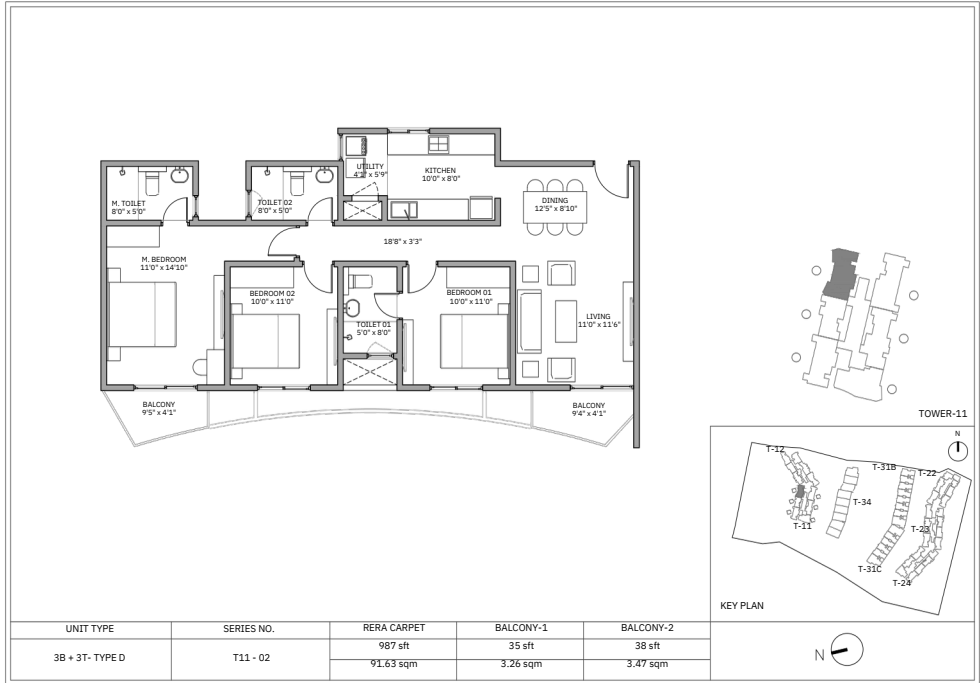 UTILITY
4'1" x 5'9"
KITCHEN
10'0" x 8'0"
M. TOILET
8'0" x 5'0"
TOILET 02
8'0" x 5'0"
DINING
12'5" x 8'10"
18'8" x 3'3"
M. BEDROOM
11'0" x 14'10"
BEDROOM 02
10'0" x 11'0"
BEDROOM 01
10'0" x 11'0"
TOILET 01
5'0" x 8'0"
LIVING
11'0" x 11'6"
BALCONY
9'5" x 4'1"
BALCONY
9'4" x 4'1"
TOWER-11
N
T-12
T-31B
T-22
T-34
T-11
T-23
T-31C
T-24
KEY PLAN
UNIT TYPE SERIES NO. RERA CARPET BALCONY-1 BALCONY-2
3B + 3T- TYPE D T11 - 02 987 sft 35 sft 38 sft
91.63 sqm 3.26 sqm 3.47 sqm
N